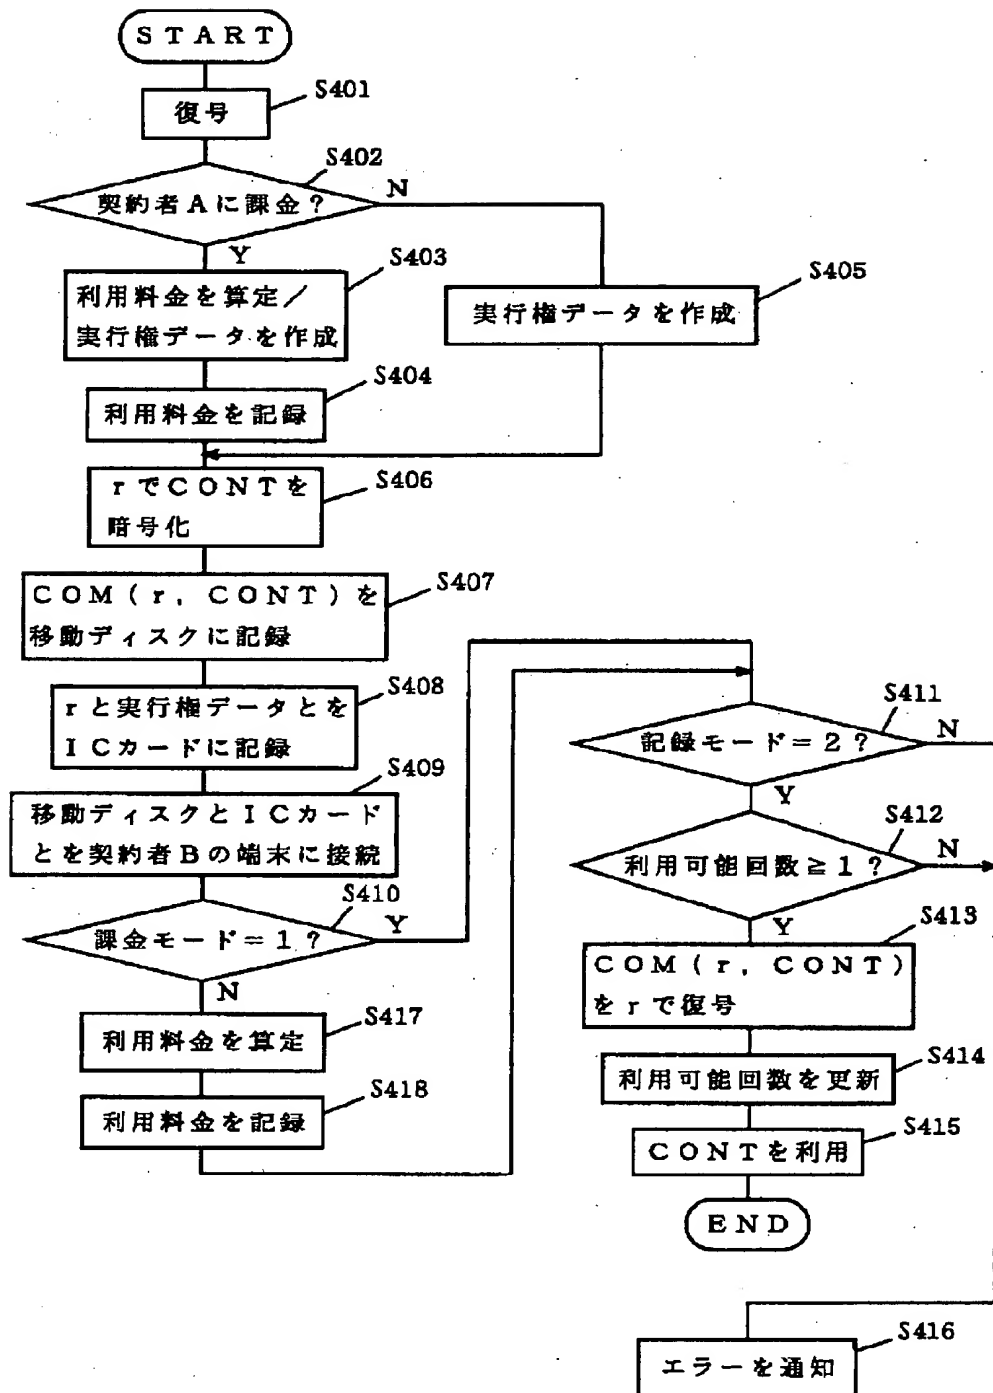 START
S401
復号
S402
契約者Aに課金?
N
Y
S403
利用料金を算定/
実行権データを作成
S405
実行権データを作成
S404
利用料金を記録
S406
rでCONTを
暗号化
S407
COM(r, CONT)を
移動ディスクに記録
S408
rと実行権データとを
ICカードに記録
S409
移動ディスクとICカード
とを契約者Bの端末に接続
S410
課金モード=1?
Y
N
S417
利用料金を算定
S418
利用料金を記録
S411
記録モード=2?
N
Y
S412
利用可能回数≧1?
N
Y
S413
COM(r, CONT)
をrで復号
S414
利用可能回数を更新
S415
CONTを利用
END
S416
エラーを通知